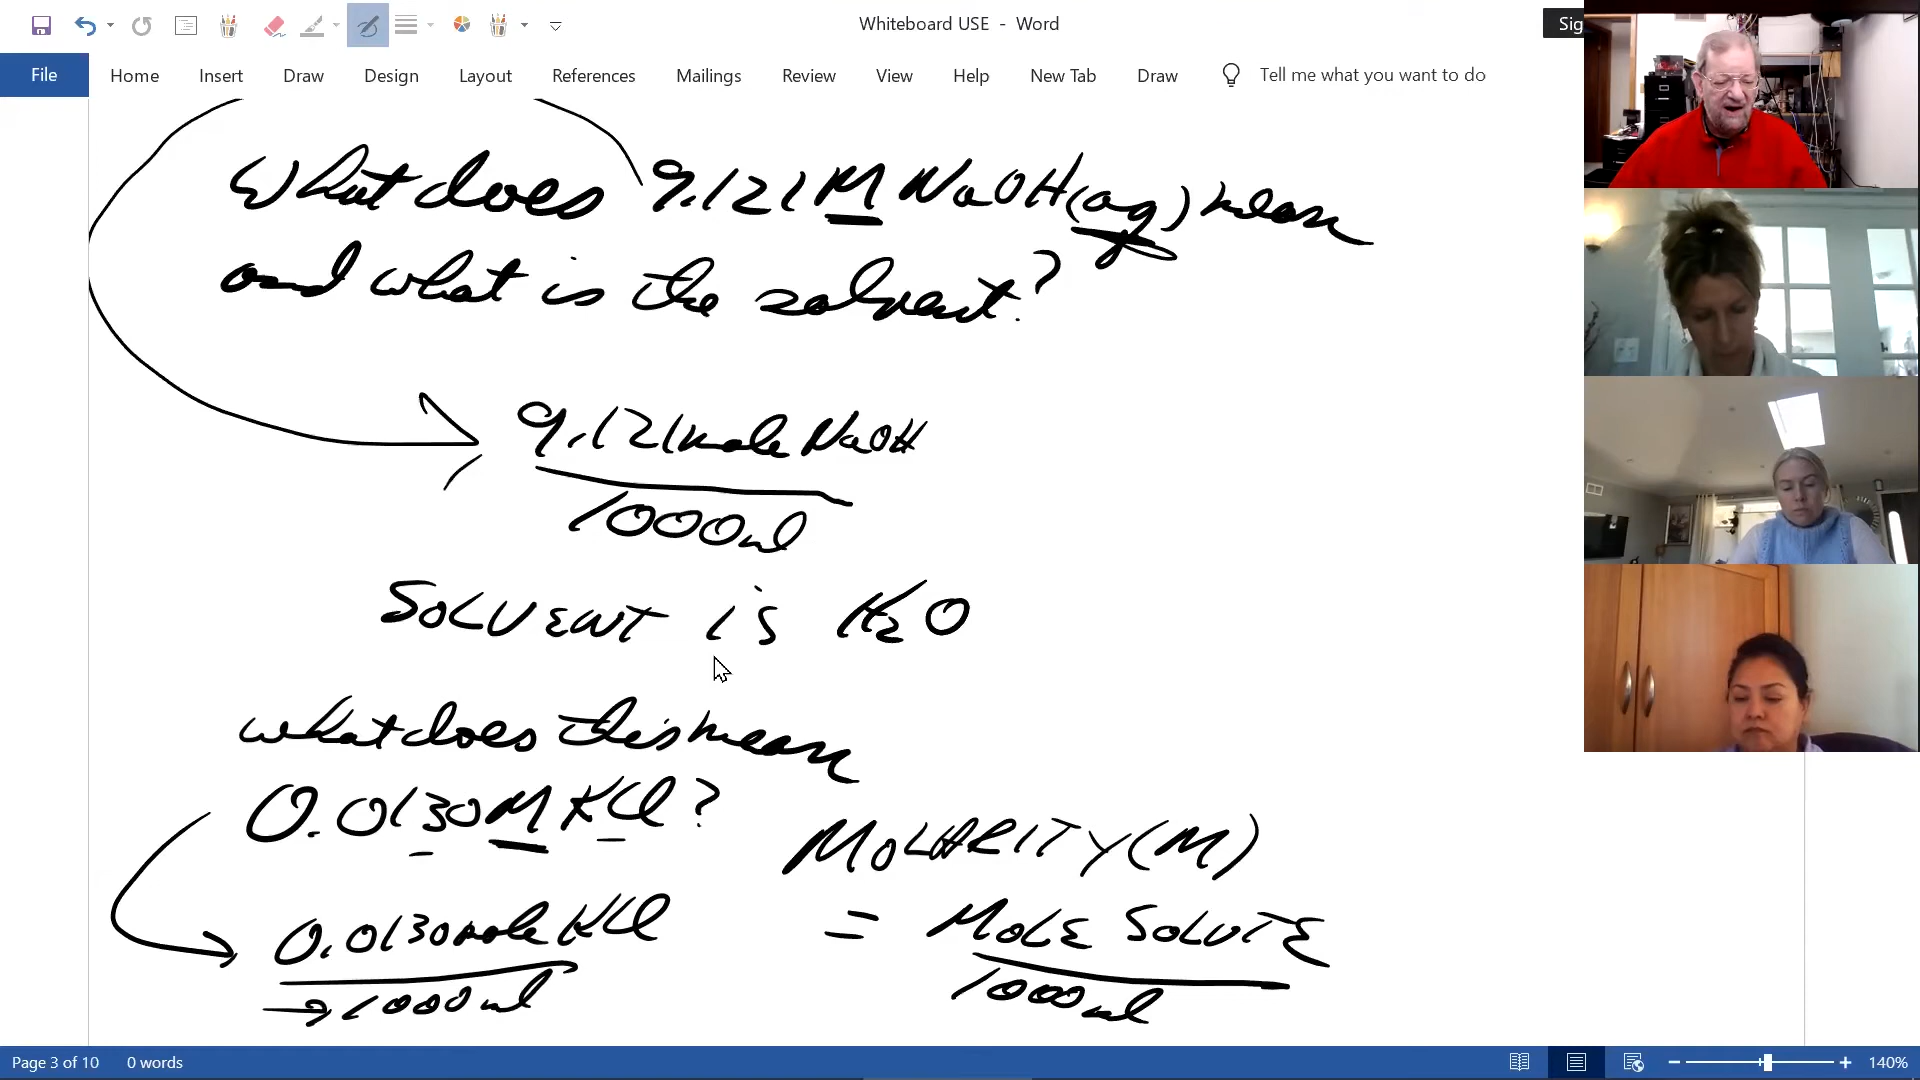 Whiteboard USE - Word
Sig
File Home Insert Draw Design Layout References Mailings Review View Help New Tab Draw Tell me what you want to do
What does 9.121 M NaOH(aq) mean
and what is the solvent?
9.121 mole NaOH
1000 ml
SOLVENT is H2O
what does this mean
0.0130 M KCl?
MOLARITY (M)
0.0130 mole KCl
= MOLE SOLUTE
→ 1000 ml
1000 ml
Page 3 of 10 0 words
140%